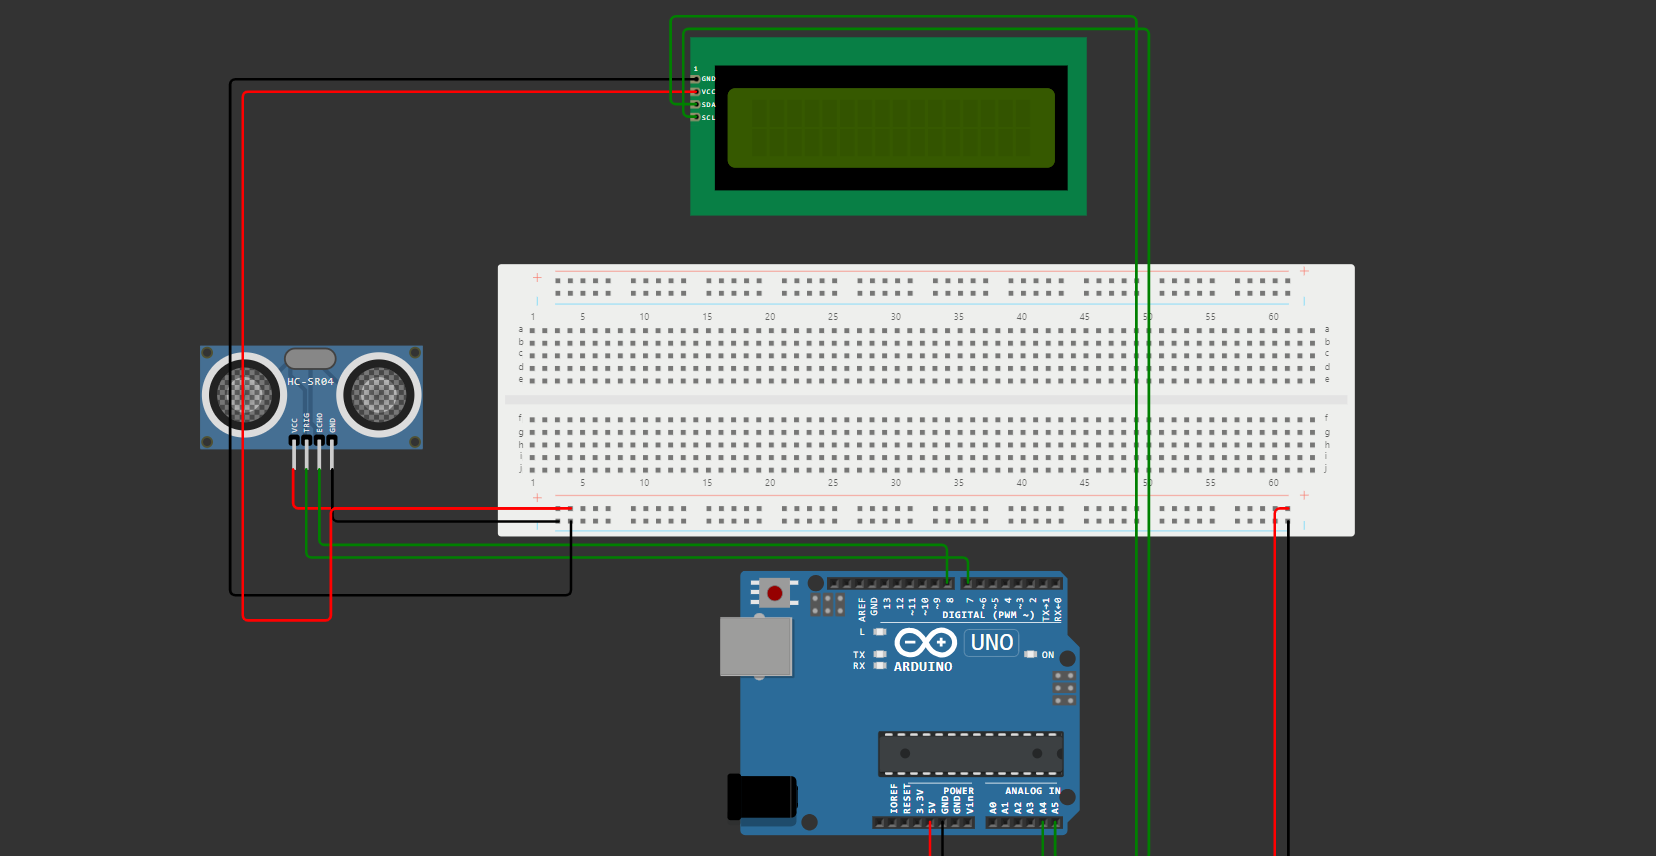 1
GND
VCC
SDA
SCL
+ +
1 5 10 15 20 25 30 35 40 45 50 55 60
a a
b b
c c
d d
e e
HC-SR04
VCC TRIG ECHO GND
f f
g g
h h
i i
j j
1 5 10 15 20 25 30 35 40 45 50 55 60
+ +
AREF GND 13 12 ~11 ~10 ~9 8 7 ~6 ~5 4 ~3 2 TX→1 RX←0
DIGITAL (PWM ~)
L
UNO
TX ON
RX ARDUINO
POWER ANALOG IN
IOREF RESET 3.3V 5V GND GND Vin A0 A1 A2 A3 A4 A5